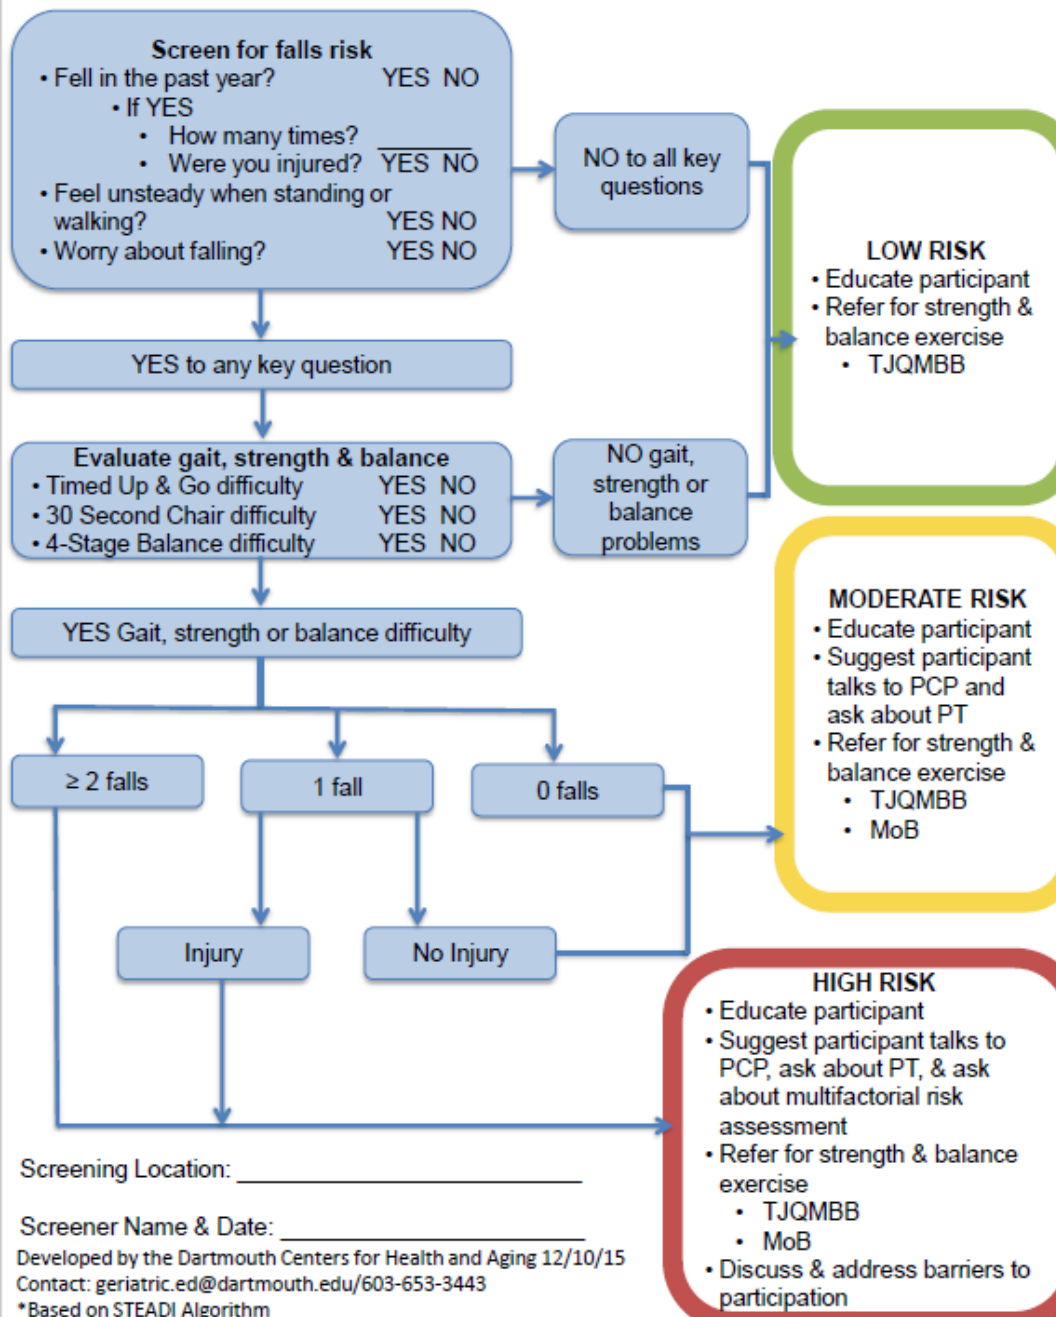 Screen for falls risk
• Fell in the past year? YES NO
• If YES
• How many times? ________
• Were you injured? YES NO
• Feel unsteady when standing or
walking? YES NO
• Worry about falling? YES NO
NO to all key
questions
YES to any key question
Evaluate gait, strength & balance
• Timed Up & Go difficulty YES NO
• 30 Second Chair difficulty YES NO
• 4-Stage Balance difficulty YES NO
NO gait,
strength or
balance
problems
YES Gait, strength or balance difficulty
≥ 2 falls
1 fall
0 falls
Injury
No Injury
LOW RISK
• Educate participant
• Refer for strength &
balance exercise
• TJQMBB
MODERATE RISK
• Educate participant
• Suggest participant
talks to PCP and
ask about PT
• Refer for strength &
balance exercise
• TJQMBB
• MoB
HIGH RISK
• Educate participant
• Suggest participant talks to
PCP, ask about PT, & ask
about multifactorial risk
assessment
• Refer for strength & balance
exercise
• TJQMBB
• MoB
• Discuss & address barriers to
participation
Screening Location: ________
Screener Name & Date: ________
Developed by the Dartmouth Centers for Health and Aging 12/10/15
Contact: geriatric.ed@dartmouth.edu/603-653-3443
*Based on STEADI Algorithm